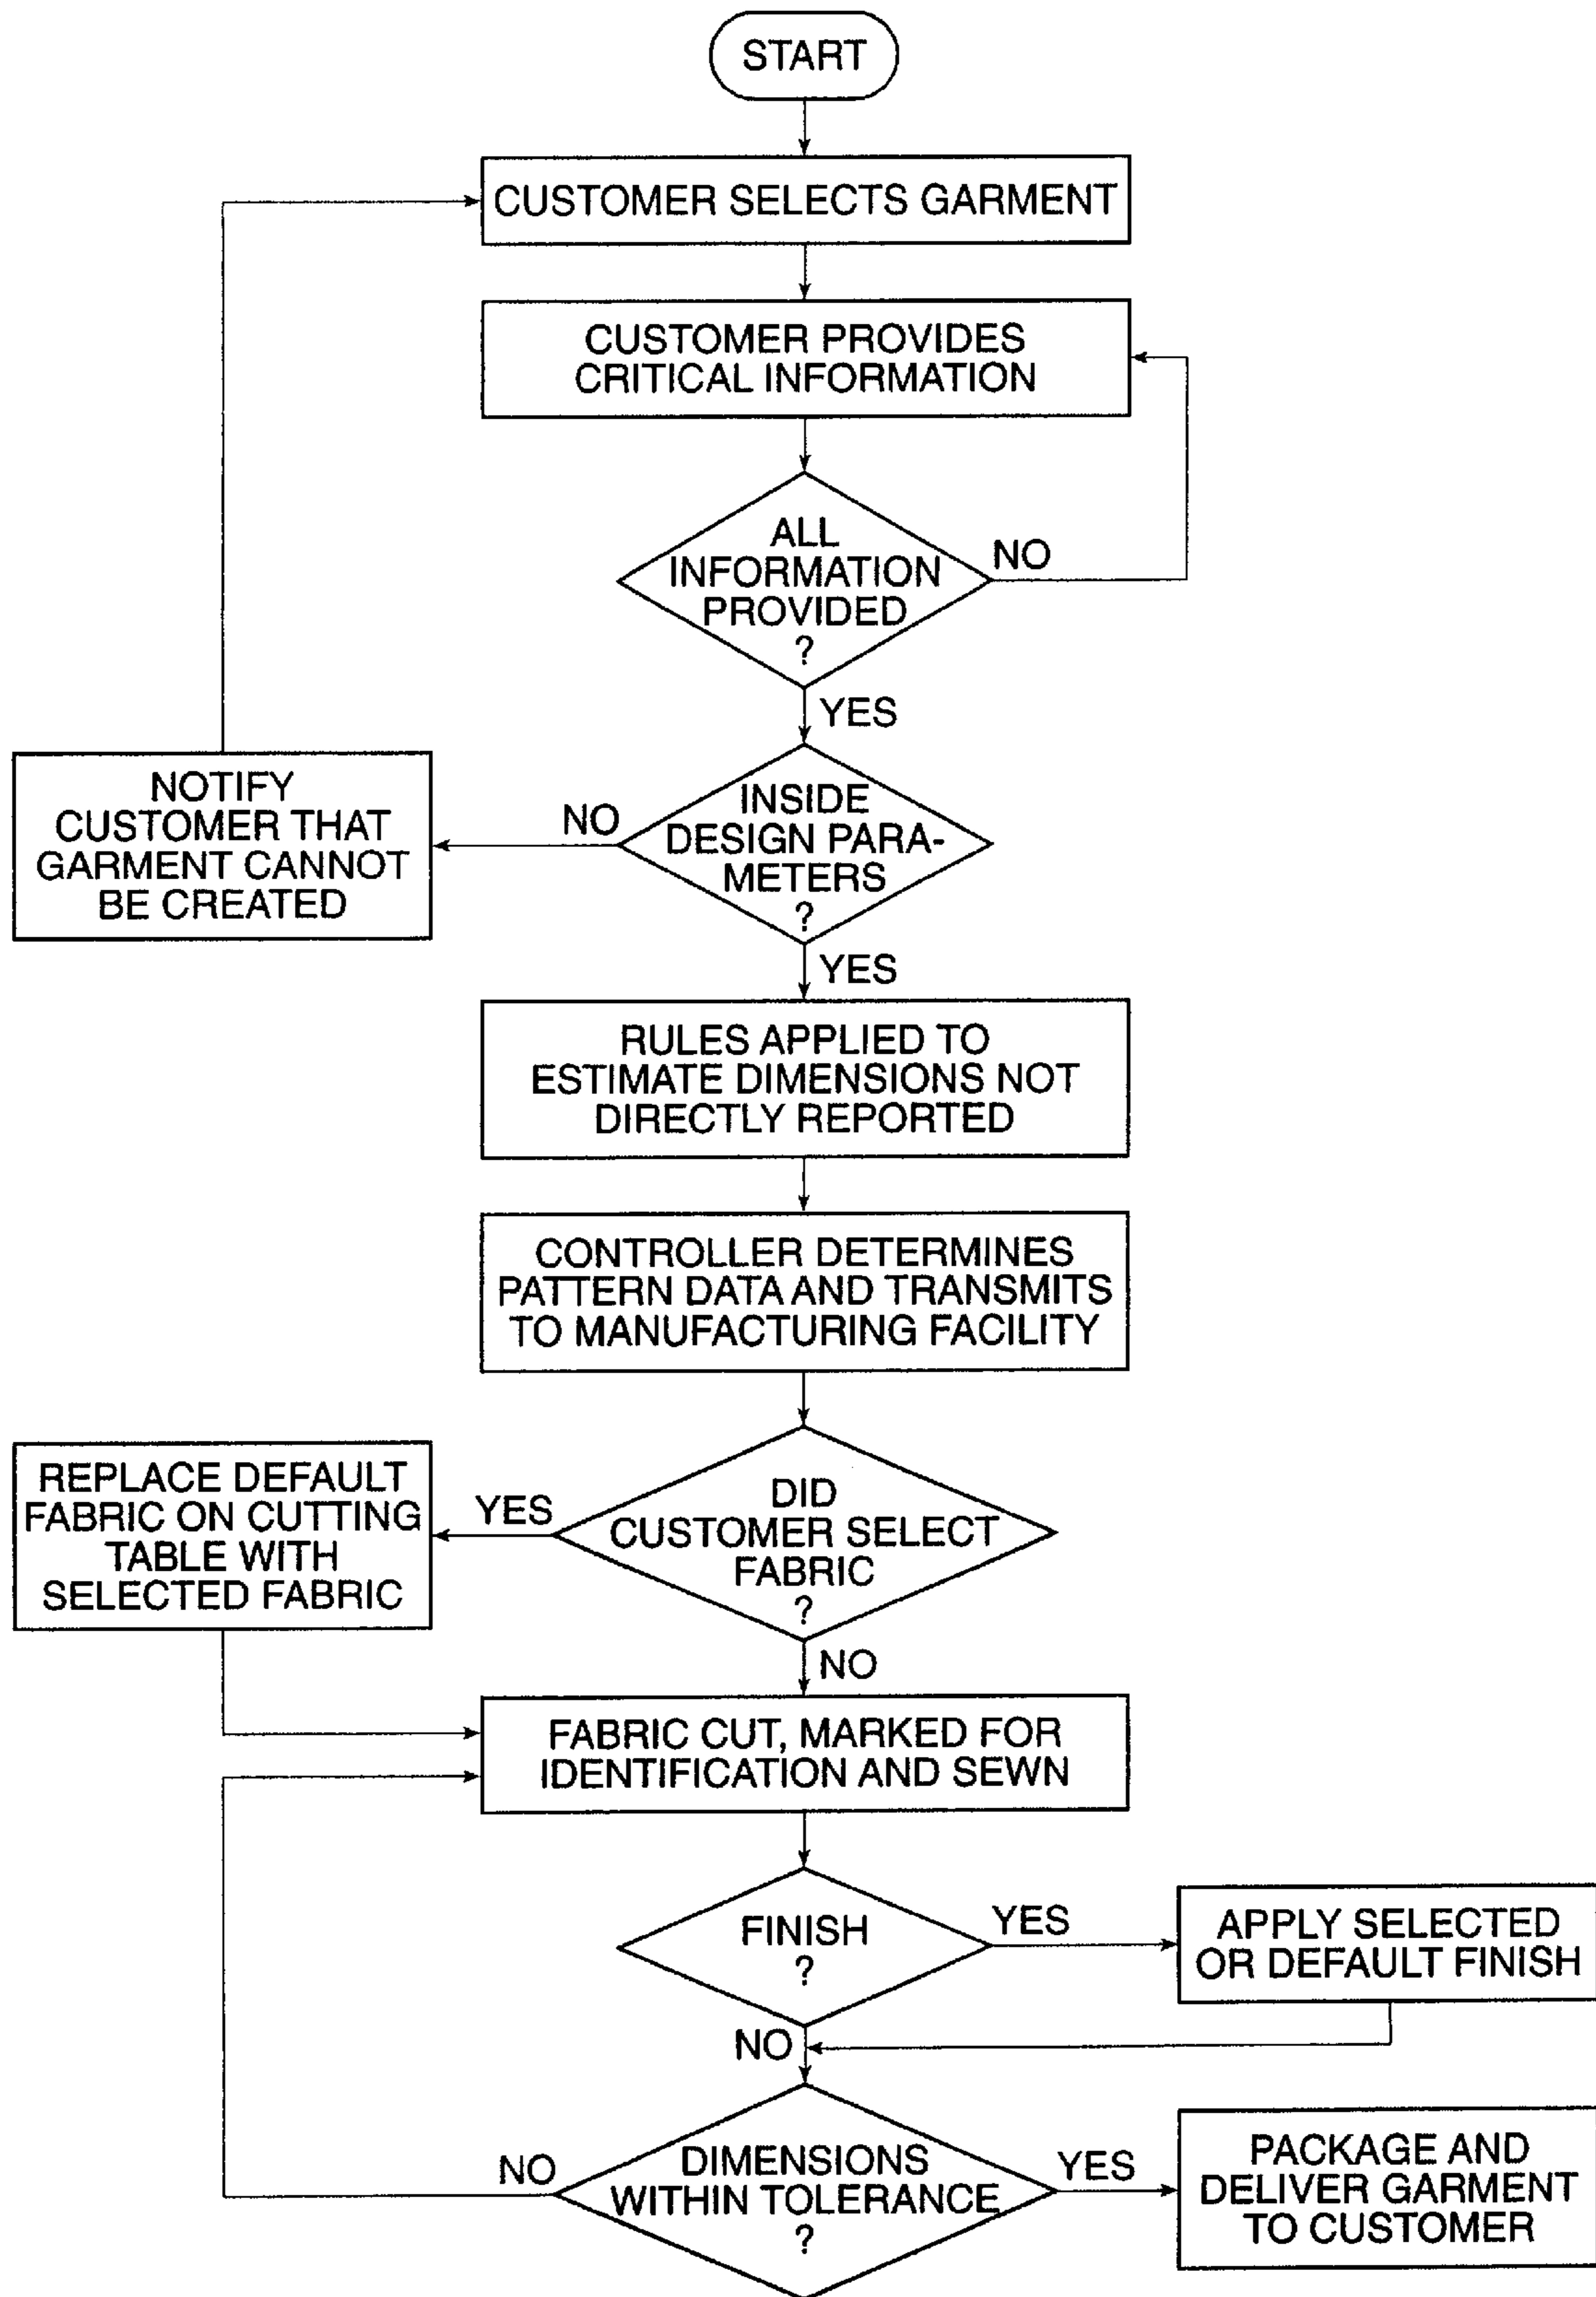 START
CUSTOMER SELECTS GARMENT
CUSTOMER PROVIDES
CRITICAL INFORMATION
ALL
INFORMATION
PROVIDED
?
NO
YES
NOTIFY
CUSTOMER THAT
GARMENT CANNOT
BE CREATED
NO
INSIDE
DESIGN PARA-
METERS
?
YES
RULES APPLIED TO
ESTIMATE DIMENSIONS NOT
DIRECTLY REPORTED
CONTROLLER DETERMINES
PATTERN DATA AND TRANSMITS
TO MANUFACTURING FACILITY
REPLACE DEFAULT
FABRIC ON CUTTING
TABLE WITH
SELECTED FABRIC
YES
DID
CUSTOMER SELECT
FABRIC
?
NO
FABRIC CUT, MARKED FOR
IDENTIFICATION AND SEWN
FINISH
?
YES
APPLY SELECTED
OR DEFAULT FINISH
NO
NO
DIMENSIONS
WITHIN TOLERANCE
?
YES
PACKAGE AND
DELIVER GARMENT
TO CUSTOMER